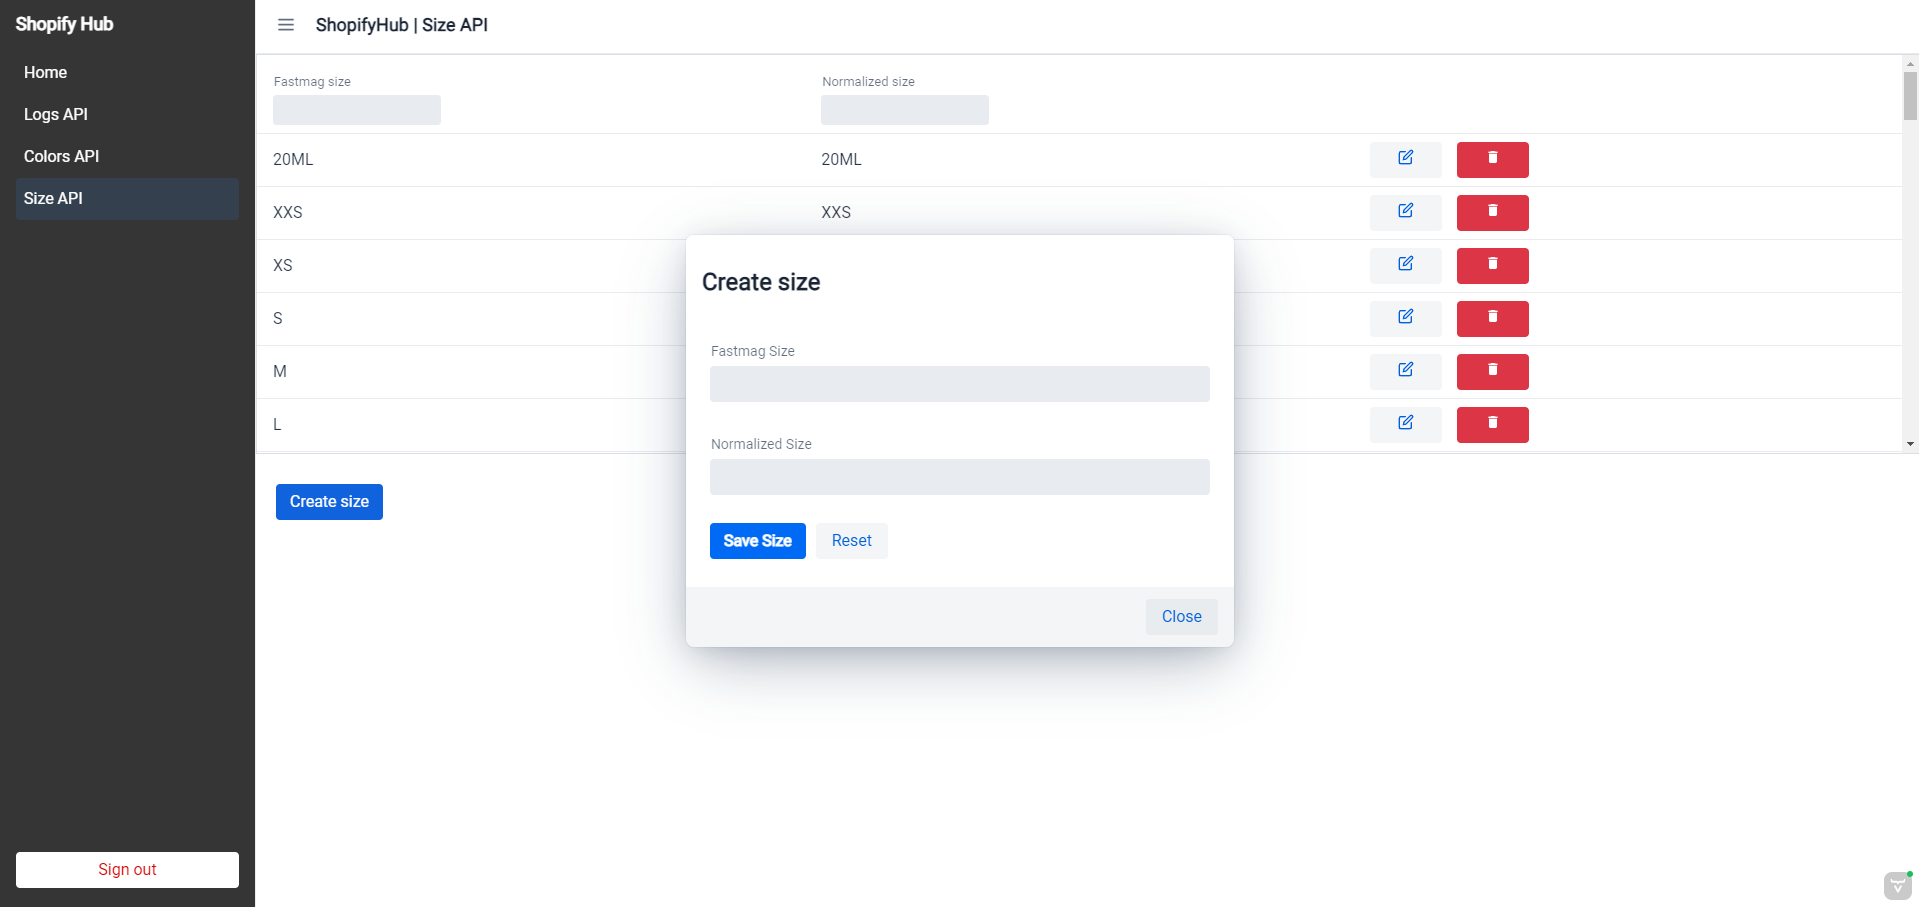 Shopify Hub
ShopifyHub | Size API
Home
Logs API
Colors API
Size API
Sign out
Fastmag size
Normalized size
20ML
20ML
XXS
XXS
XS
S
M
L
Create size
Create size
Fastmag Size
Normalized Size
Save Size
Reset
Close